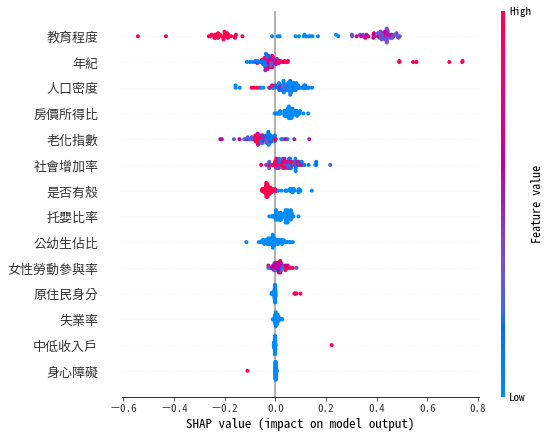 High
教育程度
年紀
人口密度
房價所得比
老化指數
社會增加率
是否有殼
托嬰比率
公幼生佔比
女性勞動參與率
原住民身分
失業率
中低收入戶
身心障礙
Feature value
Low
−0.6 −0.4 −0.2 0.0 0.2 0.4 0.6 0.8
SHAP value (impact on model output)